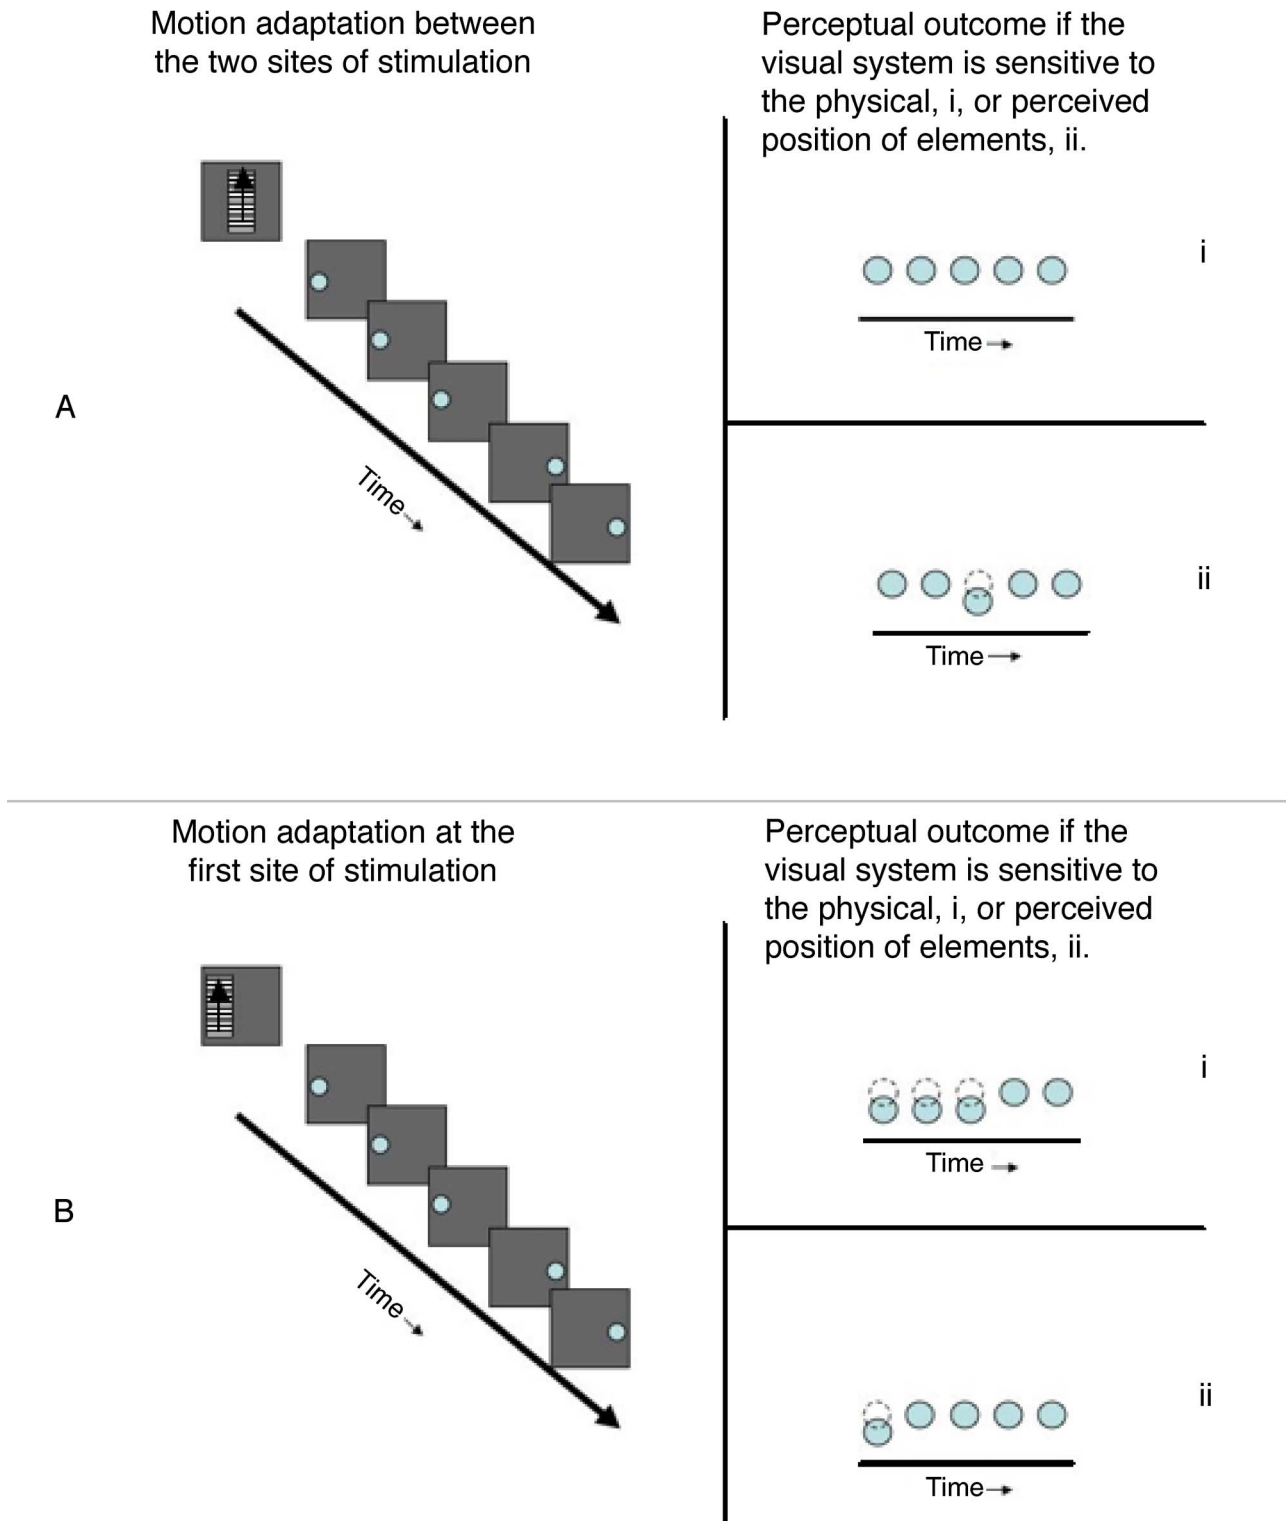 Motion adaptation between
the two sites of stimulation
Perceptual outcome if the
visual system is sensitive to
the physical, i, or perceived
position of elements, ii.
A
Time
i
Time
ii
Time
Motion adaptation at the
first site of stimulation
Perceptual outcome if the
visual system is sensitive to
the physical, i, or perceived
position of elements, ii.
B
Time
i
Time
ii
Time